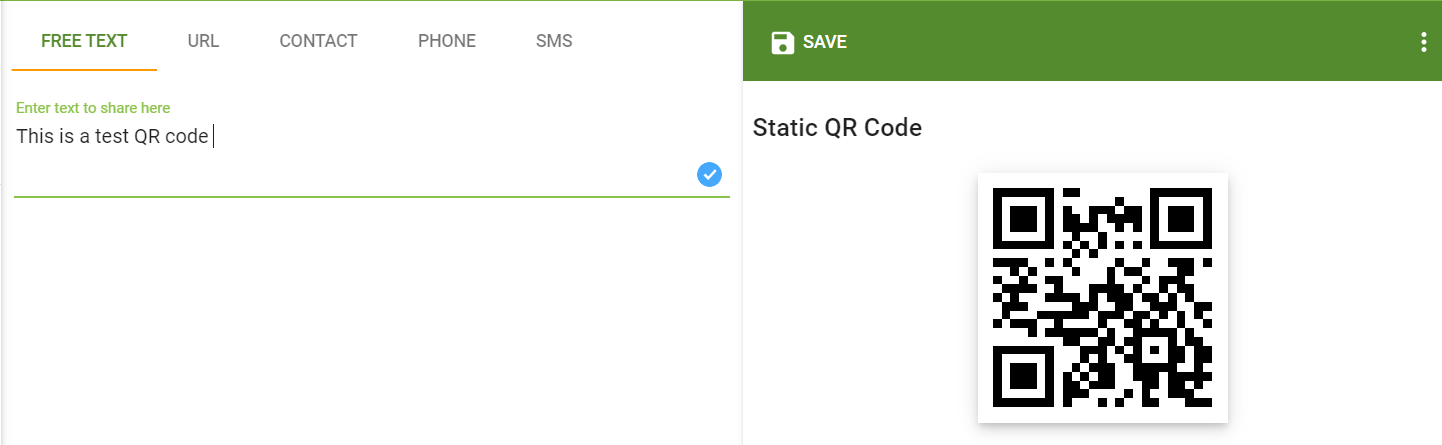 FREE TEXT URL CONTACT PHONE SMS
Enter text to share here
This is a test QR code
SAVE
Static QR Code